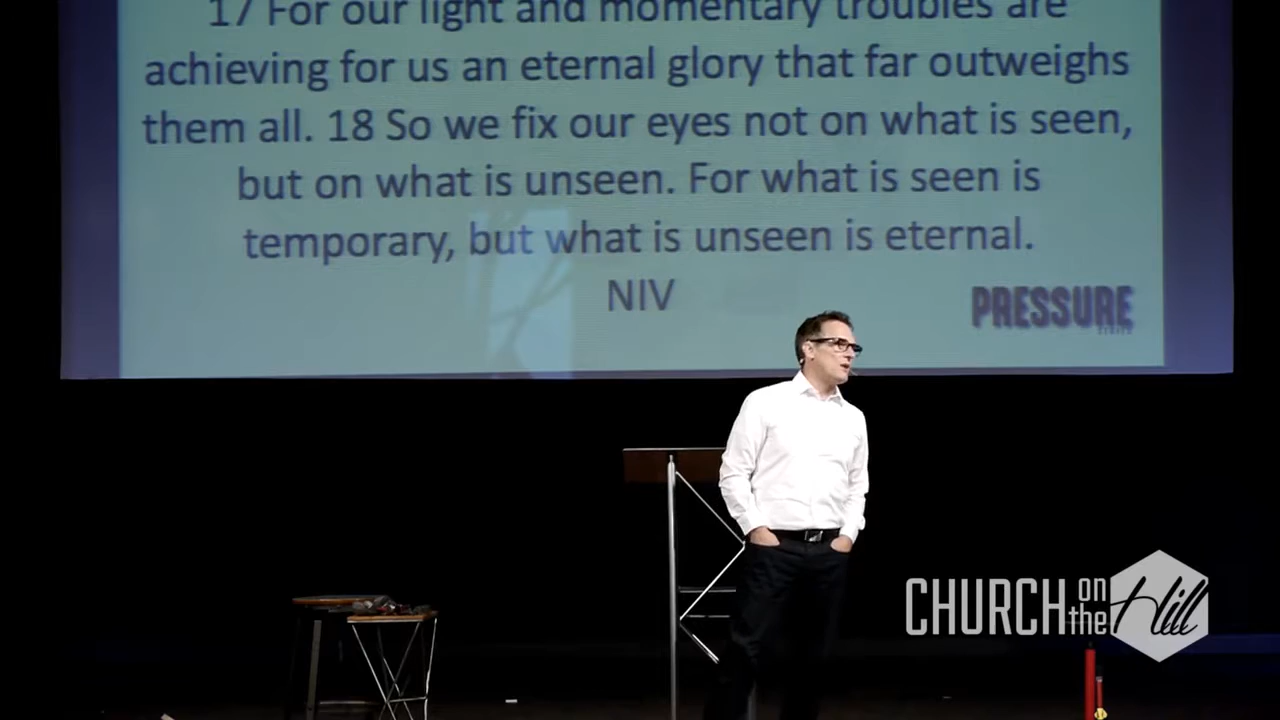 17 For our light and momentary troubles are
achieving for us an eternal glory that far outweighs
them all. 18 So we fix our eyes not on what is seen,
but on what is unseen. For what is seen is
temporary, but what is unseen is eternal.
NIV
PRESSURE
SERIES
CHURCH on the Hill